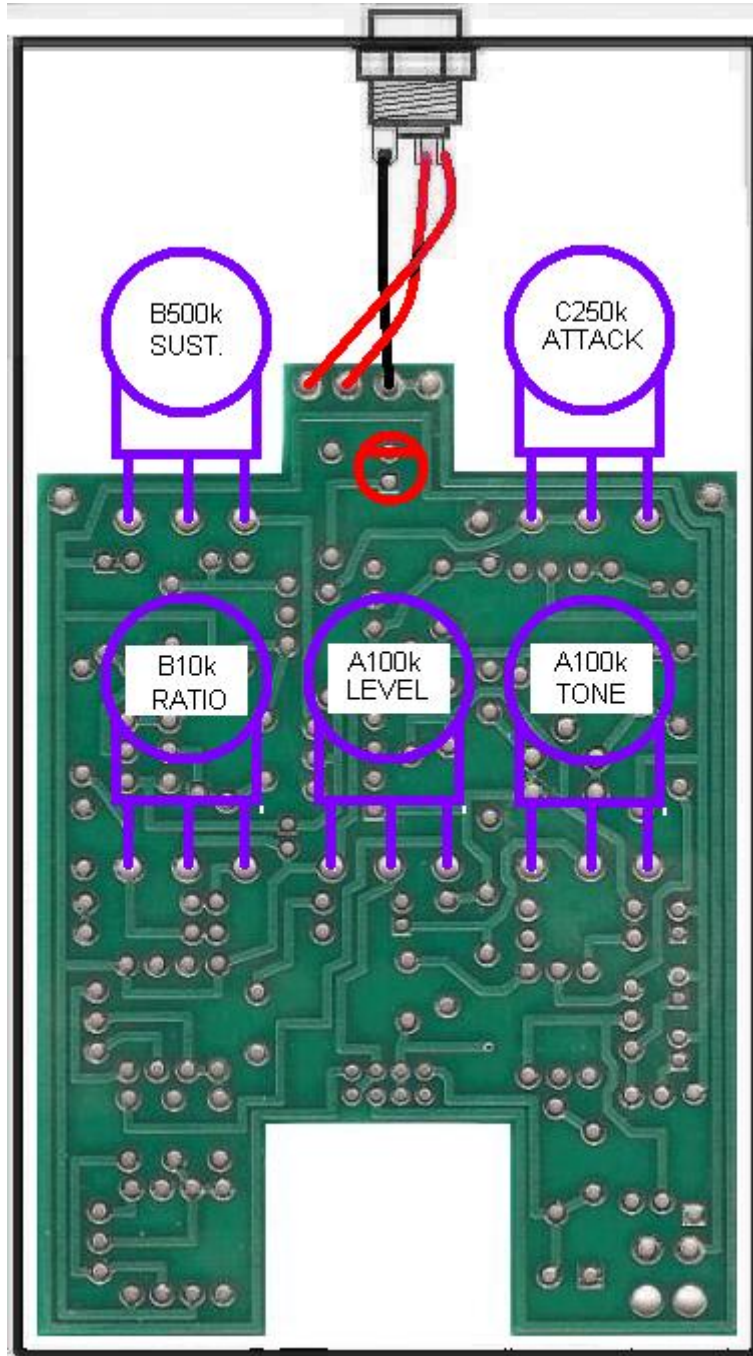 B500k
SUST.
C250k
ATTACK
B10k
RATIO
A100k
LEVEL
A100k
TONE